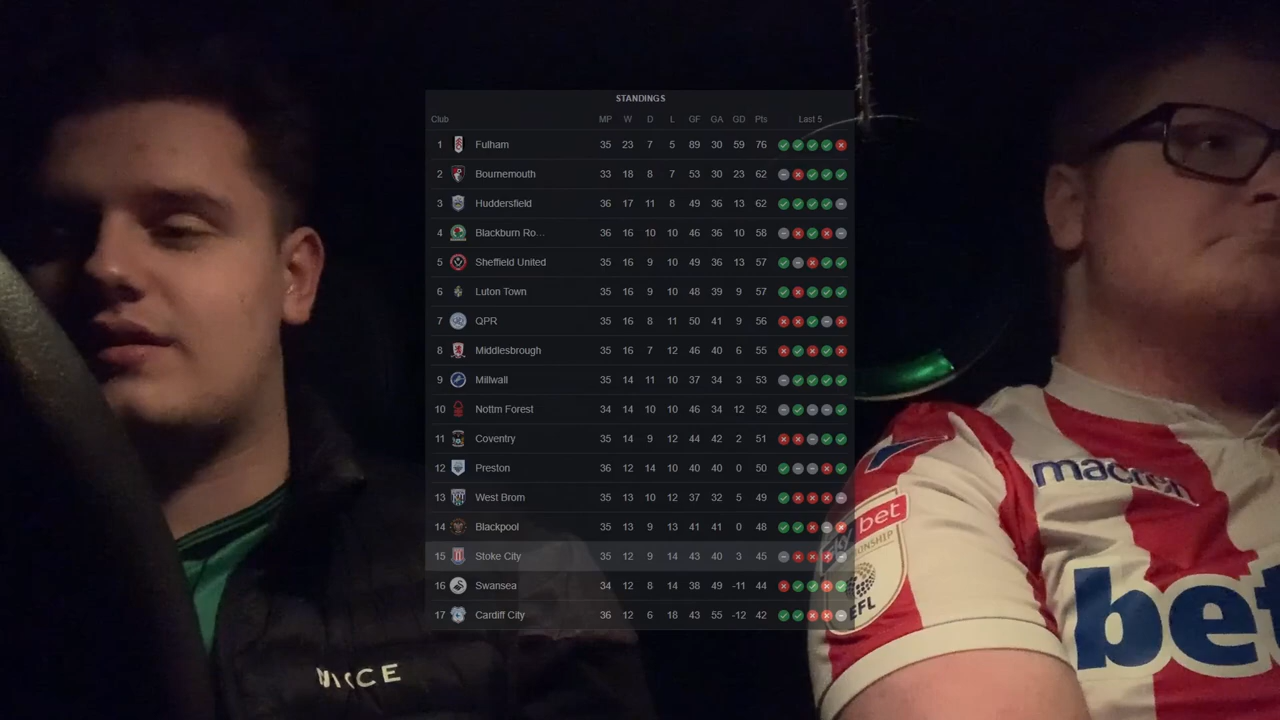 STANDINGS
Club MP W D L GF GA GD Pts Last 5
1 Fulham 35 23 7 5 89 30 59 76
2 Bournemouth 33 18 8 7 53 30 23 62
3 Huddersfield 36 17 11 8 49 36 13 62
4 Blackburn Ro... 36 16 10 10 46 36 10 58
5 Sheffield United 35 16 9 10 49 36 13 57
6 Luton Town 35 16 9 10 48 39 9 57
7 QPR 35 16 8 11 50 41 9 56
8 Middlesbrough 35 16 7 12 46 40 6 55
9 Millwall 35 14 11 10 37 34 3 53
10 Nottm Forest 34 14 10 10 46 34 12 52
11 Coventry 35 14 9 12 44 42 2 51
12 Preston 36 12 14 10 40 40 0 50
13 West Brom 35 13 10 12 37 32 5 49
14 Blackpool 35 13 9 13 41 41 0 48
15 Stoke City 35 12 9 14 43 40 3 45
16 Swansea 34 12 8 14 38 49 -11 44
17 Cardiff City 36 12 6 18 43 55 -12 42
macron
bet
EFL
bet